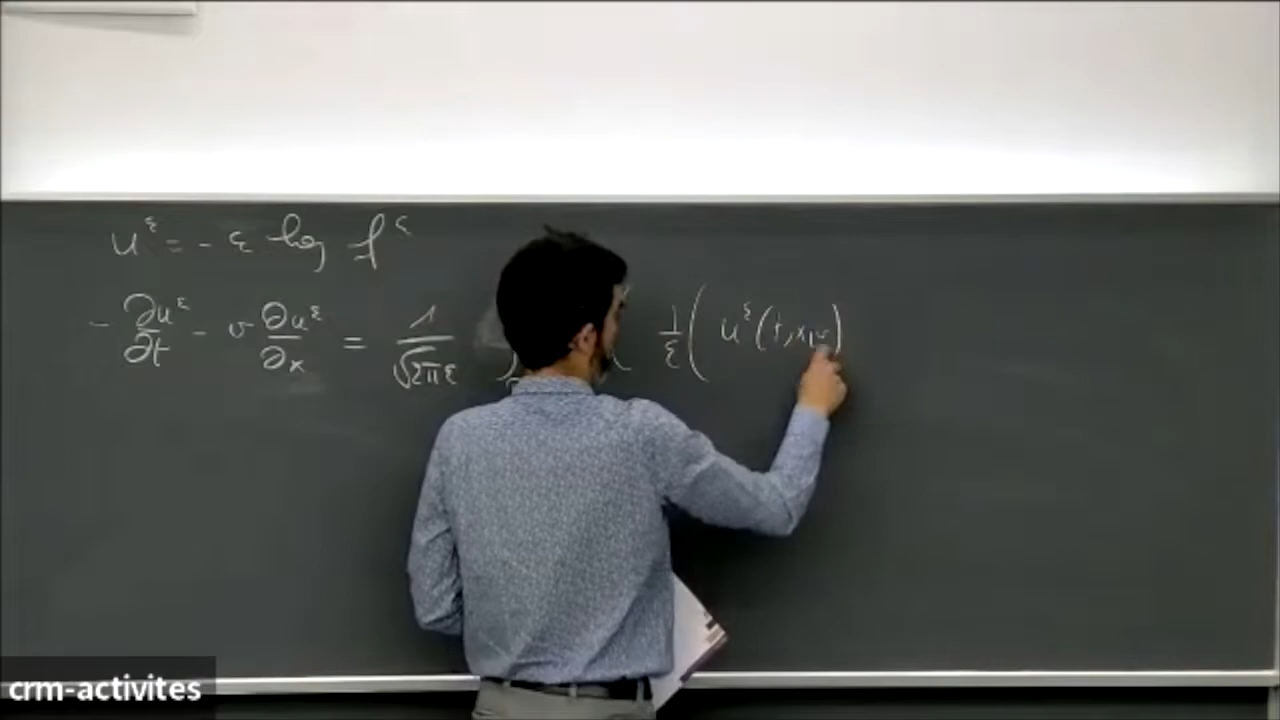 u^ε = - ε log f^ε
- ∂u^ε/∂t - v ∂u^ε/∂x = 1/√2πε ∫ 1/ε ( u^ε(t,x,v)
crm-activites